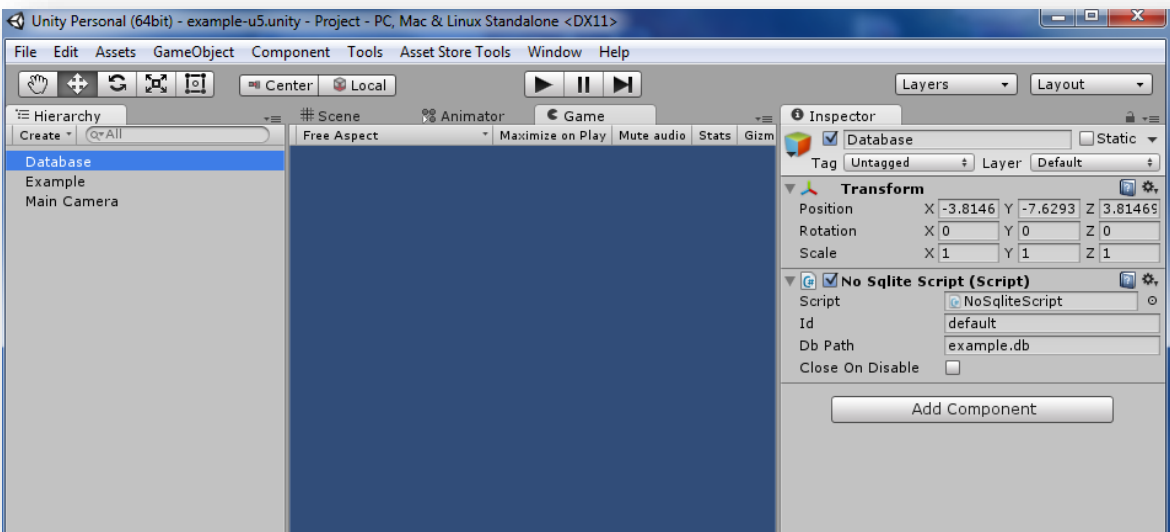 Unity Personal (64bit) - example-u5.unity - Project - PC, Mac & Linux Standalone <DX11>
File Edit Assets GameObject Component Tools Asset Store Tools Window Help
Center Local Layers Layout
Hierarchy
Create All
Database
Example
Main Camera
Scene Animator Game
Free Aspect Maximize on Play Mute audio Stats Gizm
Inspector
Database Static
Tag Untagged Layer Default
Transform
Position X -3.8146 Y -7.6293 Z 3.81469
Rotation X 0 Y 0 Z 0
Scale X 1 Y 1 Z 1
No Sqlite Script (Script)
Script NoSqliteScript
Id default
Db Path example.db
Close On Disable
Add Component